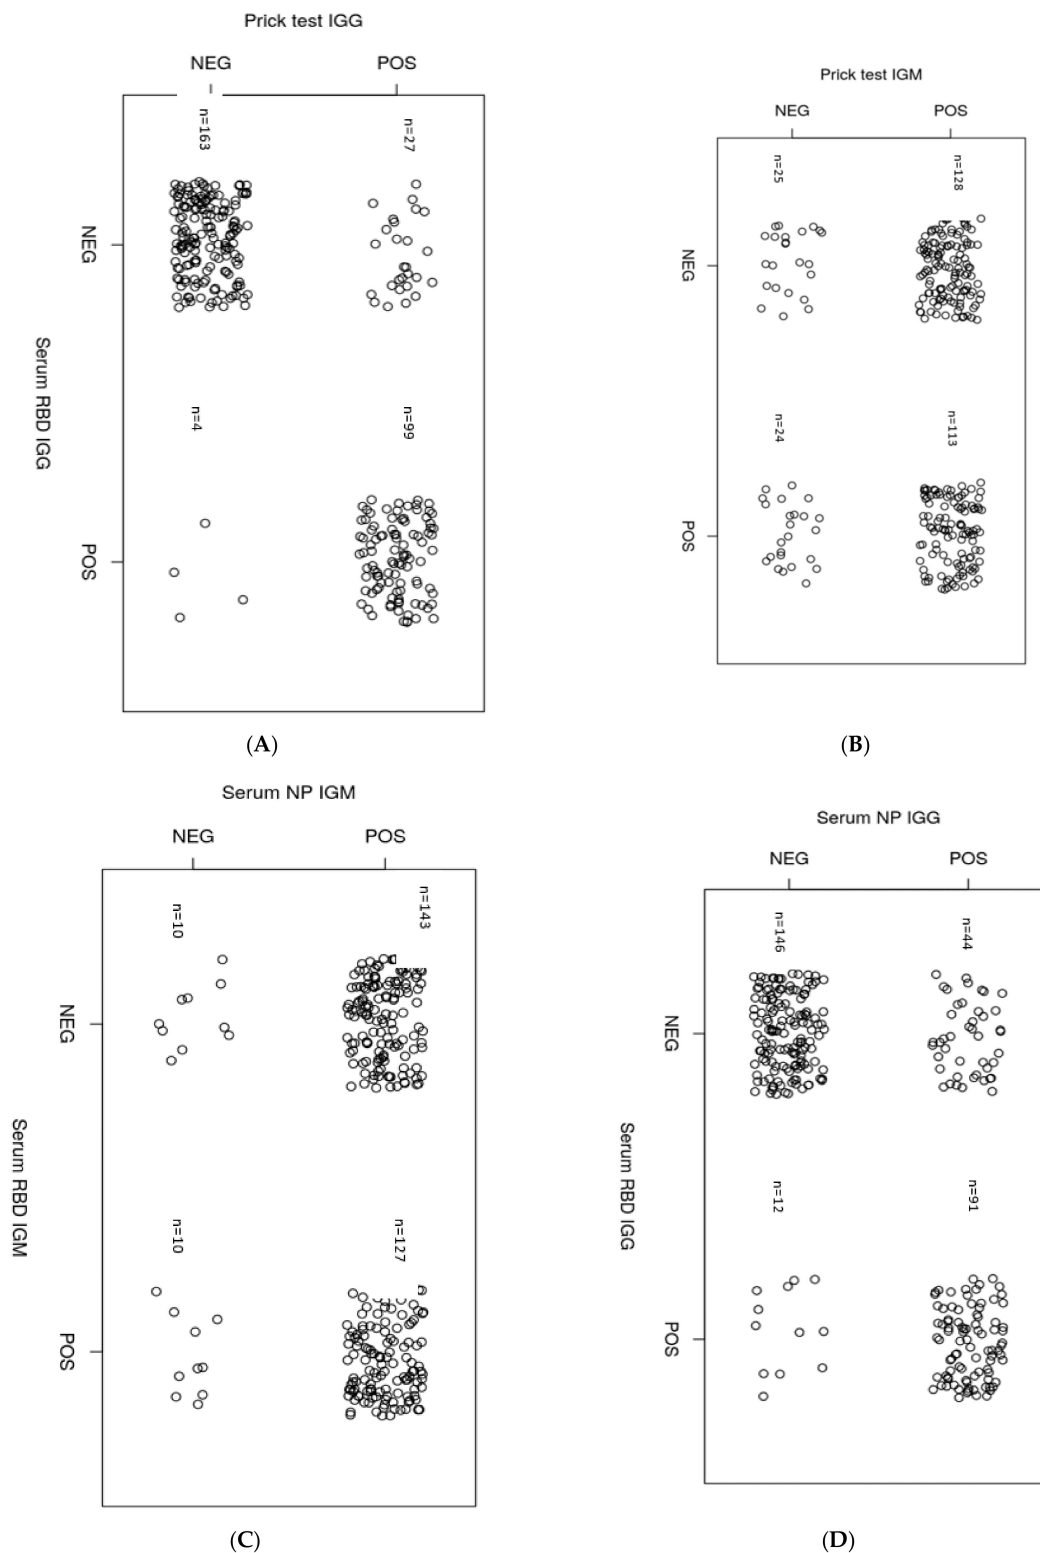 Prick test IGG
NEG POS
n=163 n=27
NEG
Serum RBD IGG
n=4 n=99
POS
(A)
Prick test IGM
NEG POS
n=25 n=128
NEG
n=24 n=113
POS
(B)
Serum NP IGM
NEG POS
n=10 n=143
NEG
Serum RBD IGM
n=10 n=127
POS
(C)
Serum NP IGG
NEG POS
n=146 n=44
NEG
Serum RBD IGG
n=12 n=91
POS
(D)